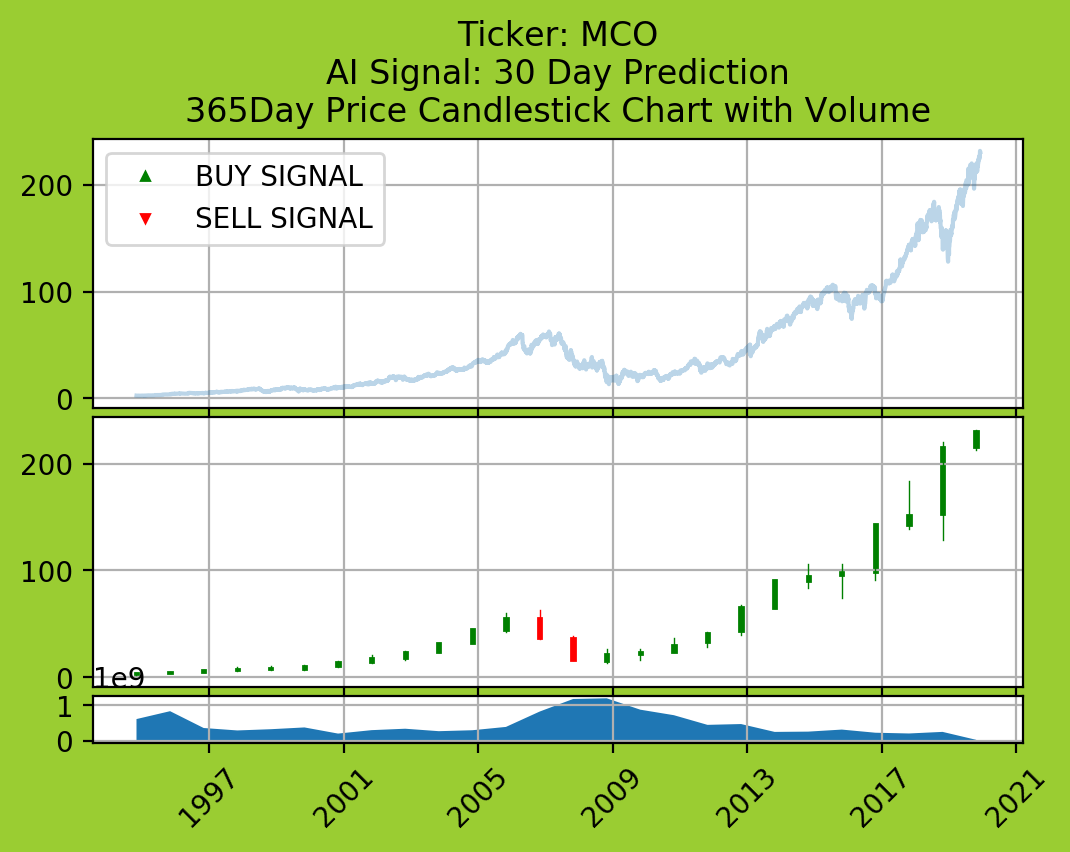 Ticker: MCO
AI Signal: 30 Day Prediction
365Day Price Candlestick Chart with Volume
BUY SIGNAL
SELL SIGNAL
200
100
0
200
100
0
1e9
1
0
1997
2001
2005
2009
2013
2017
2021